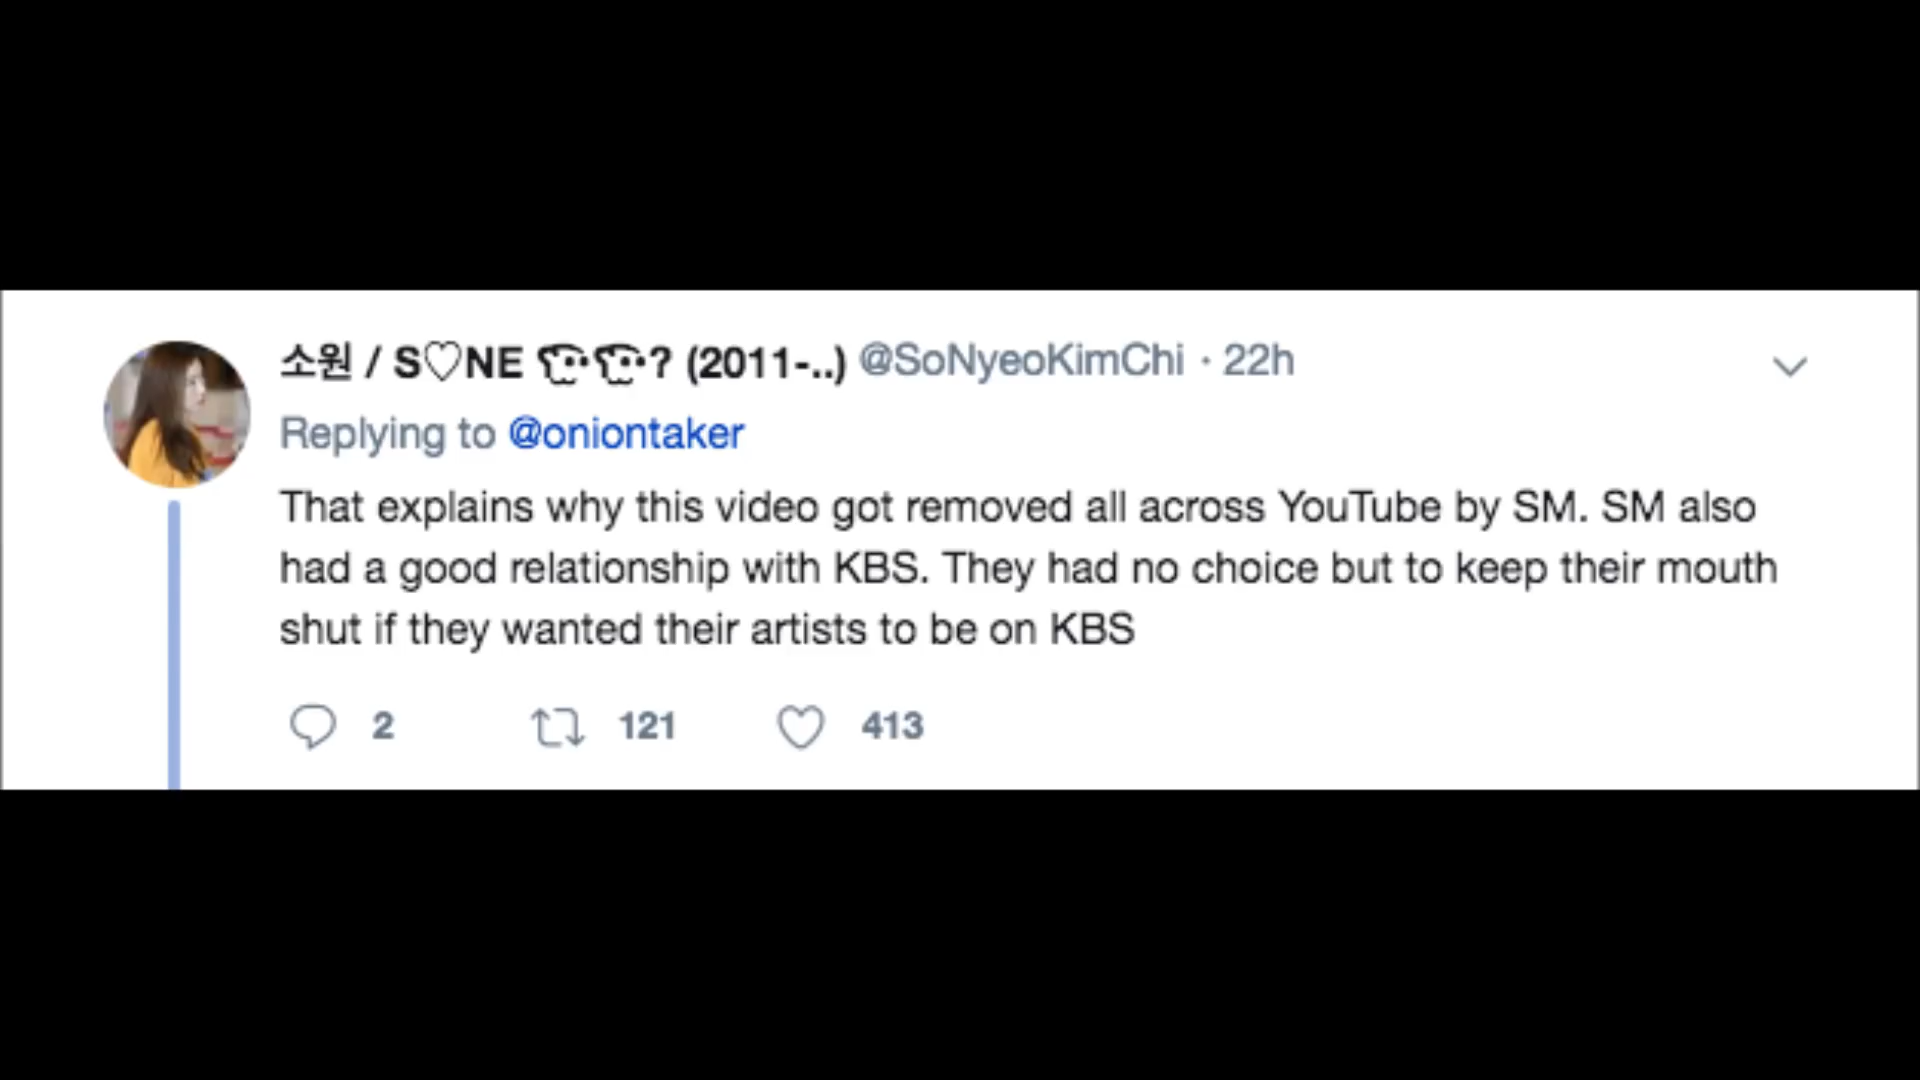 소원 / S♡NE ? (2011-..) @SoNyeoKimChi · 22h
Replying to @oniontaker
That explains why this video got removed all across YouTube by SM. SM also
had a good relationship with KBS. They had no choice but to keep their mouth
shut if they wanted their artists to be on KBS
2 121 413